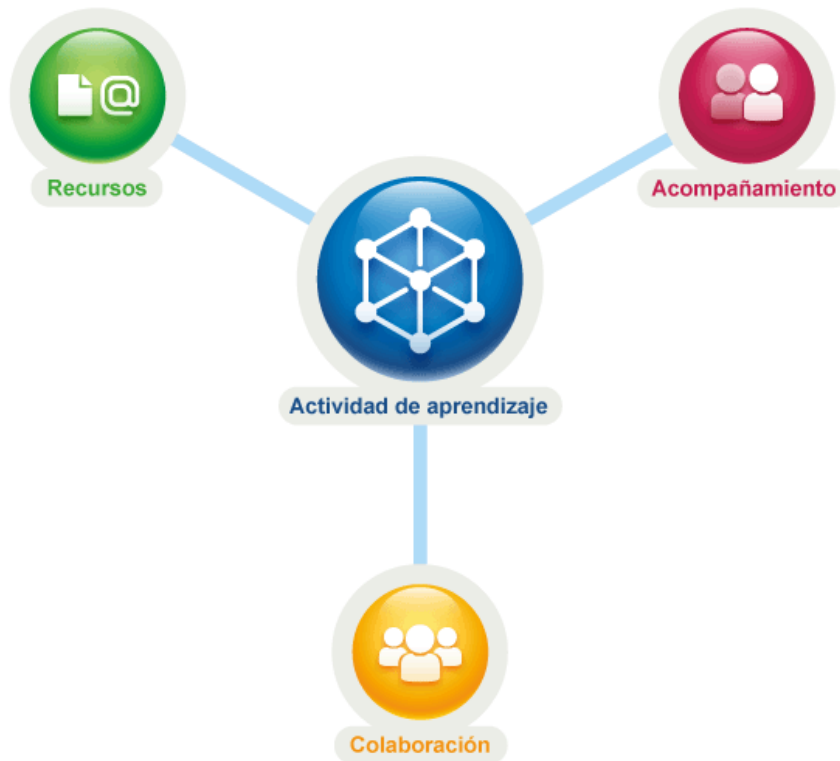 @
Recursos
Acompañamiento
Actividad de aprendizaje
Colaboración